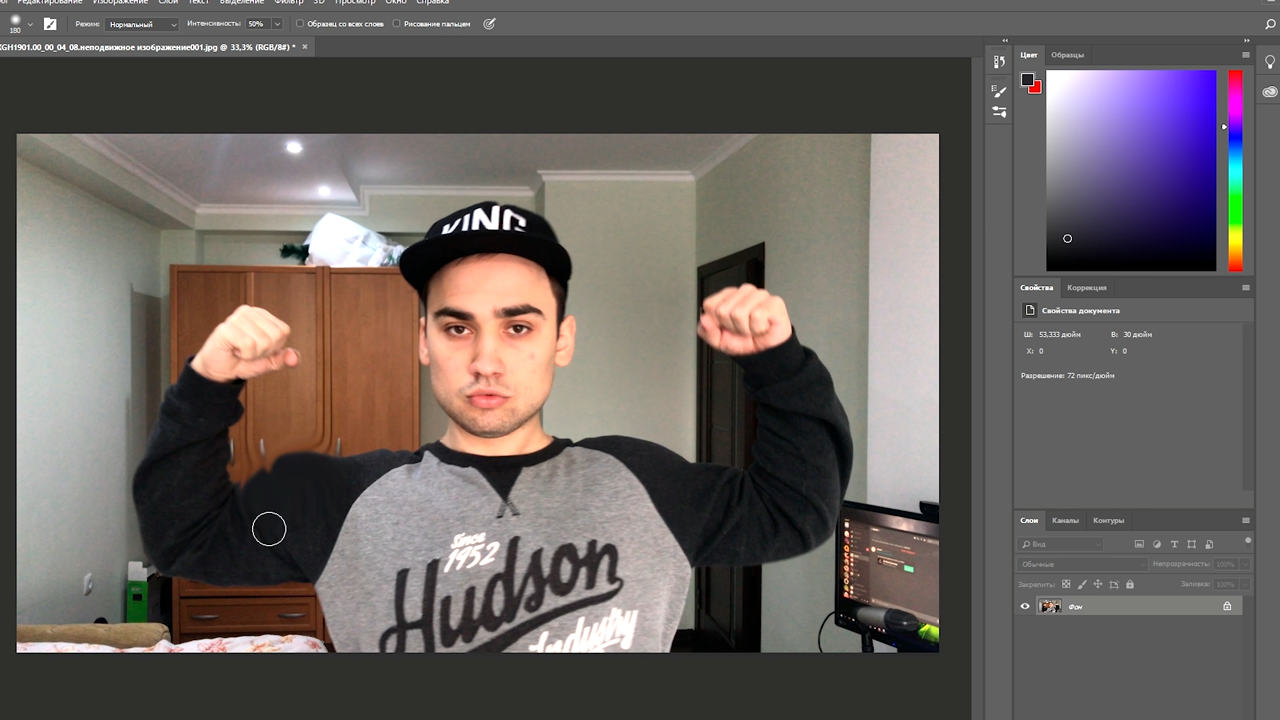 Редактирование Изображение Слои Текст Выделение Фильтр 3D Просмотр Окно Справка
180 Режим: Нормальный Интенсивность: 50% Образец со всех слоев Рисование пальцем
XGH1901.00_00_04_08.неподвижное изображение001.jpg @ 33,3% (RGB/8#) * ×
Цвет Образцы
KING
Свойства Коррекция
Свойства документа
Ш: 53,333 дюйм В: 30 дюйм
X: 0 Y: 0
Разрешение: 72 пикс/дюйм
Since
1952
Hudson
Industry
Слои Каналы Контуры
Вид
Обычные Непрозрачность: 100%
Закрепить: Заливка: 100%
Фон